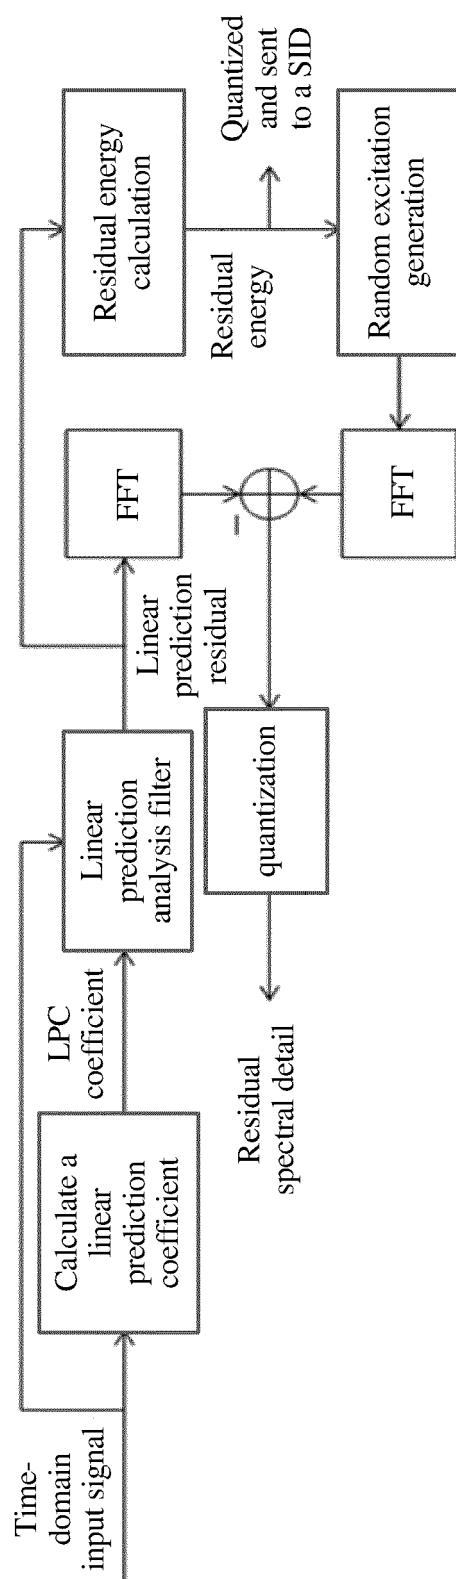 Time-
domain
input signal
Calculate a
linear
prediction
coefficient
LPC
coefficient
Linear
prediction
analysis filter
Linear
prediction
residual
FFT
Residual energy
calculation
Residual
energy
Quantized
and sent
to a SID
Random excitation
generation
FFT
–
quantization
Residual
spectral detail